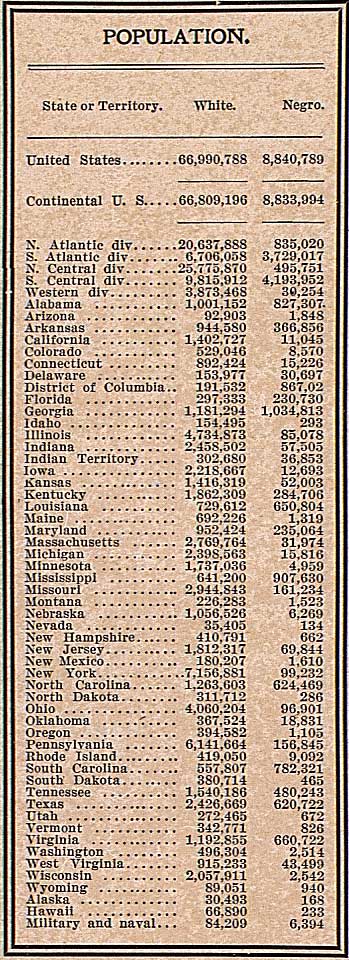 POPULATION.
State or Territory. White. Negro.
United States........66,990,788 8,840,789
Continental U. S.....66,809,196 8,833,994
N. Atlantic div......20,637,888 835,020
S. Atlantic div....... 6,706,058 3,729,017
N. Central div.......25,775,870 495,751
S. Central div....... 9,815,912 4,193,952
Western div.......... 3,873,468 30,254
Alabama ............. 1,001,152 827,307.
Arizona ............. 92,903 1,848
Arkansas ............ 944,580 366,856
California .......... 1,402,727 11,045
Colorado ............ 529,046 8,570
Connecticut ......... 892,424 15,226
Delaware ............ 153,977 30,697
District of Columbia.. 191,532 867,02
Florida ............. 297,333 230,730
Georgia ............. 1,181,294 1,034,813
Idaho ............... 154,495 293
Illinois ............ 4,734,873 85,078
Indiana ............. 2,458,502 57,505
Indian Territory..... 302,680 36,853
Iowa ................ 2,218,667 12,693
Kansas .............. 1,416,319 52,003
Kentucky ............ 1,862,309 284,706
Louisiana ........... 729,612 650,804
Maine ............... 692,226 1,319
Maryland ............ 952,424 235,064
Massachusetts ....... 2,769,764 31,974
Michigan ............ 2,398,563 15,816
Minnesota ........... 1,737,036 4,959
Mississippi ......... 641,200 907,630
Missouri ............ 2,944,843 161,234
Montana ............. 226,283 1,523
Nebraska ............ 1,056,526 6,269
Nevada .............. 35,405 134
New Hampshire....... 410,791 662
New Jersey........... 1,812,317 69,844
New Mexico........... 180,207 1,610
New York.............7,156,881 99,232
North Carolina....... 1,263,603 624,469
North Dakota......... 311,712 286
Ohio ................ 4,060,204 96,901
Oklahoma ............ 367,524 18,831
Oregon .............. 394,582 1,105
Pennsylvania ........ 6,141,664 156,845
Rhode Island......... 419,050 9,092
South Carolina....... 557,807 782,321
South Dakota......... 380,714 465
Tennessee ........... 1,540,186 480,243
Texas ............... 2,426,669 620,722
Utah ................ 272,465 672
Vermont ............. 342,771 826
Virginia ............ 1,192,855 660,722
Washington .......... 496,304 2,514
West Virginia........ 915,233 43,499
Wisconsin ........... 2,057,911 2,542
Wyoming ............. 89,051 940
Alaska .............. 30,493 168
Hawaii .............. 66,890 233
Military and naval... 84,209 6,394